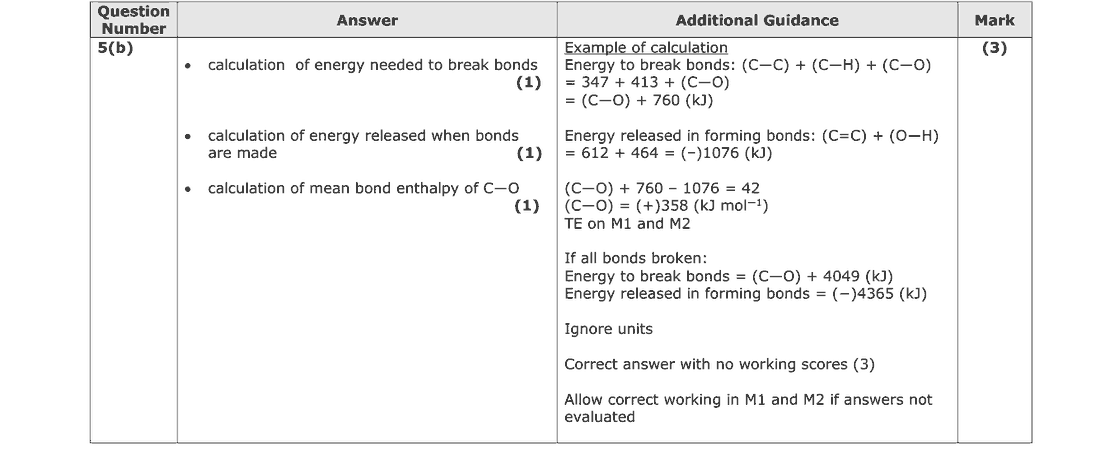 Question Number
Answer
Additional Guidance
Mark
5(b)
• calculation of energy needed to break bonds
(1)
• calculation of energy released when bonds
are made (1)
• calculation of mean bond enthalpy of C—O
(1)
Example of calculation
Energy to break bonds: (C—C) + (C—H) + (C—O)
= 347 + 413 + (C—O)
= (C—O) + 760 (kJ)
Energy released in forming bonds: (C=C) + (O—H)
= 612 + 464 = (–)1076 (kJ)
(C—O) + 760 – 1076 = 42
(C—O) = (+)358 (kJ mol⁻¹)
TE on M1 and M2
If all bonds broken:
Energy to break bonds = (C—O) + 4049 (kJ)
Energy released in forming bonds = (–)4365 (kJ)
Ignore units
Correct answer with no working scores (3)
Allow correct working in M1 and M2 if answers not
evaluated
(3)